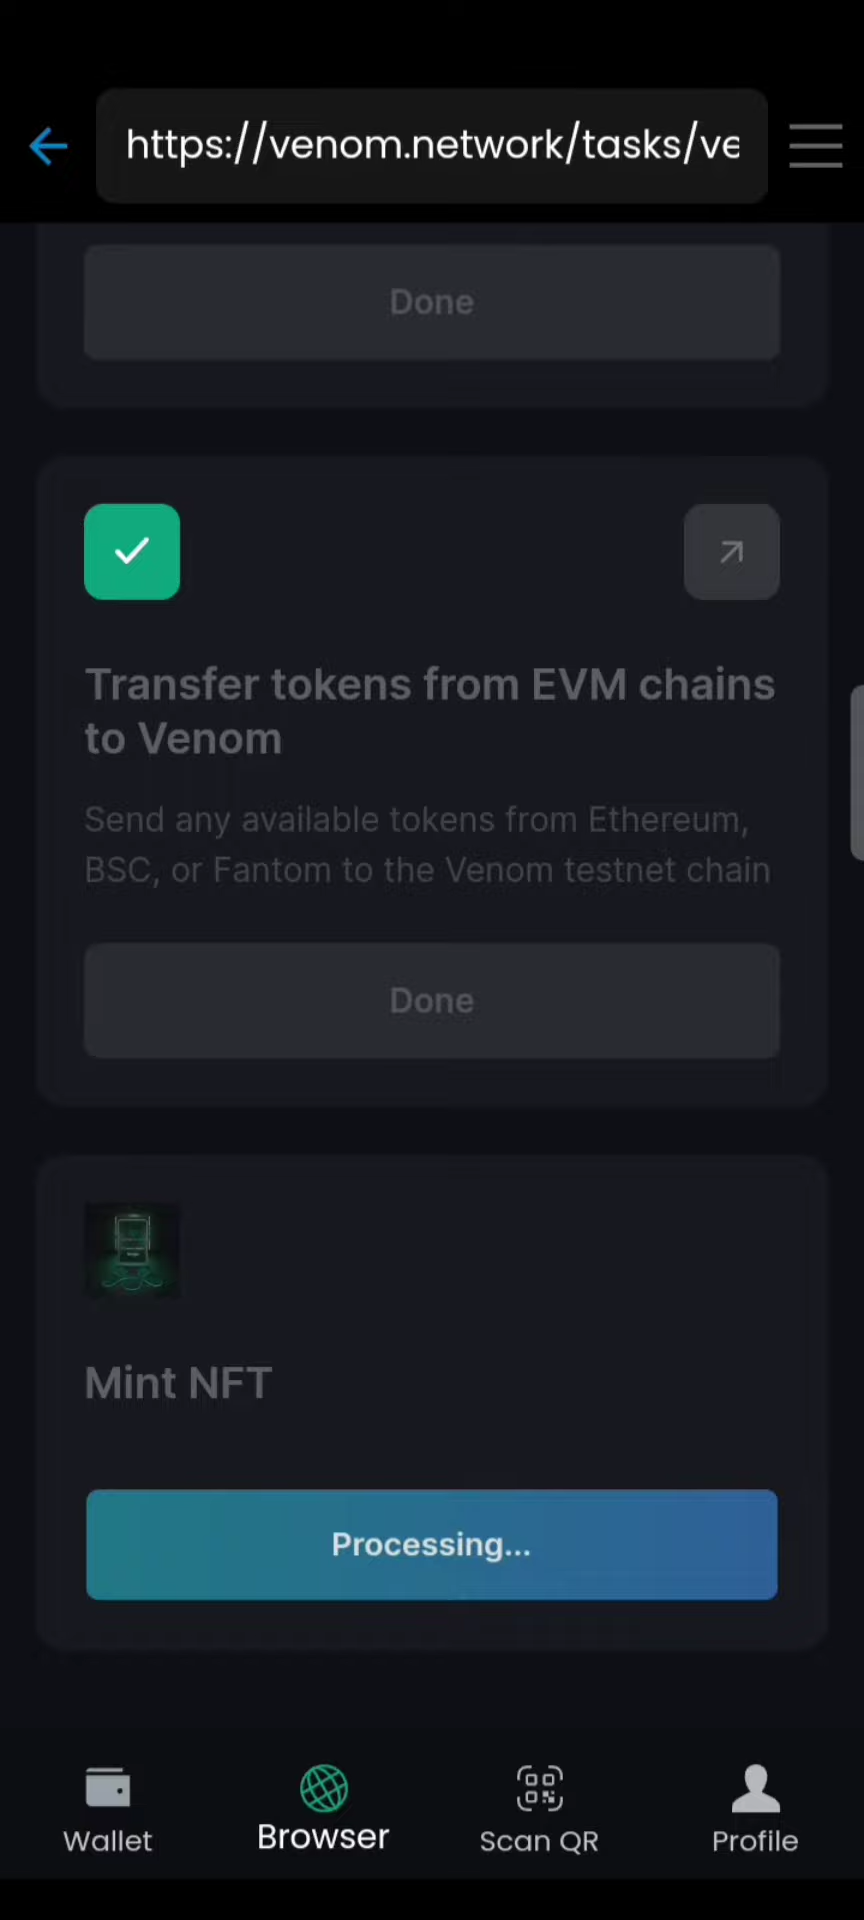 https://venom.network/tasks/ve
Done
Transfer tokens from EVM chains
to Venom
Send any available tokens from Ethereum,
BSC, or Fantom to the Venom testnet chain
Done
Mint NFT
Processing...
Wallet
Browser
Scan QR
Profile